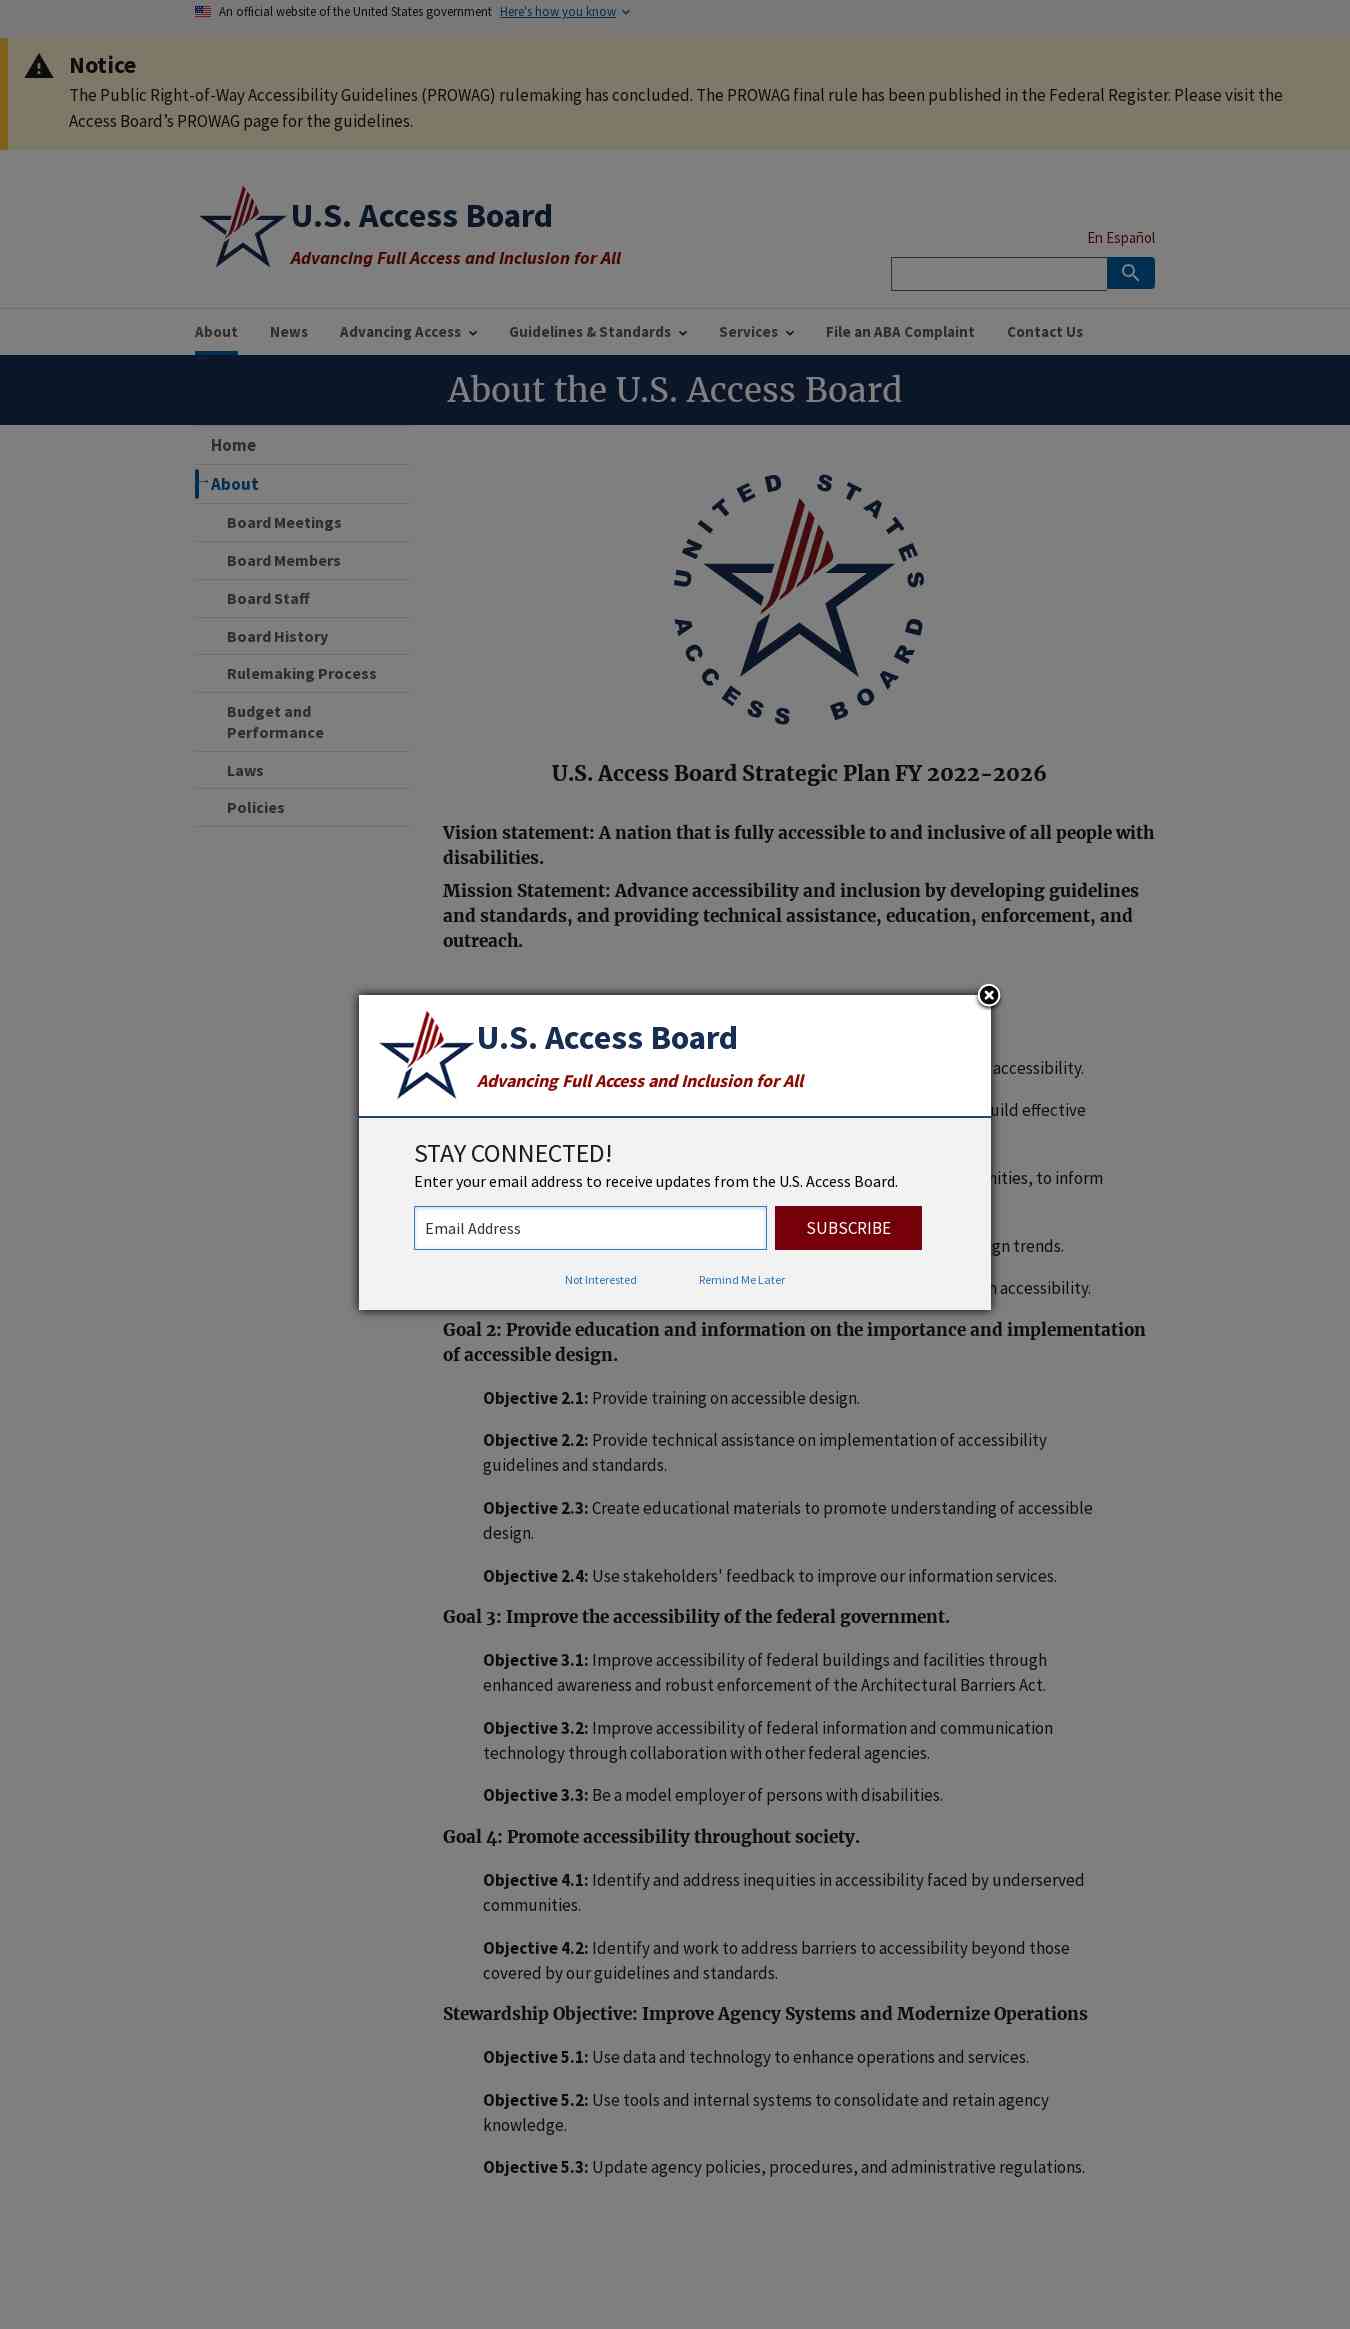 An official website of the United States government Here's how you know
Notice
The Public Right-of-Way Accessibility Guidelines (PROWAG) rulemaking has concluded. The PROWAG final rule has been published in the Federal Register. Please visit the
Access Board’s PROWAG page for the guidelines.
U.S. Access Board
Advancing Full Access and Inclusion for All
En Español
About News Advancing Access Guidelines & Standards Services File an ABA Complaint Contact Us
About the U.S. Access Board
Home
About
Board Meetings
Board Members
Board Staff
Board History
Rulemaking Process
Budget and
Performance
Laws
Policies
UNITED STATES
ACCESS BOARD
U.S. Access Board Strategic Plan FY 2022-2026
Vision statement: A nation that is fully accessible to and inclusive of all people with
disabilities.
Mission Statement: Advance accessibility and inclusion by developing guidelines
and standards, and providing technical assistance, education, enforcement, and
outreach.
U.S. Access Board
Advancing Full Access and Inclusion for All
STAY CONNECTED!
Enter your email address to receive updates from the U.S. Access Board.
Email Address SUBSCRIBE
Not Interested Remind Me Later
accessibility.
effective
to inform
trends.
accessibility.
Goal 2: Provide education and information on the importance and implementation
of accessible design.
Objective 2.1: Provide training on accessible design.
Objective 2.2: Provide technical assistance on implementation of accessibility
guidelines and standards.
Objective 2.3: Create educational materials to promote understanding of accessible
design.
Objective 2.4: Use stakeholders' feedback to improve our information services.
Goal 3: Improve the accessibility of the federal government.
Objective 3.1: Improve accessibility of federal buildings and facilities through
enhanced awareness and robust enforcement of the Architectural Barriers Act.
Objective 3.2: Improve accessibility of federal information and communication
technology through collaboration with other federal agencies.
Objective 3.3: Be a model employer of persons with disabilities.
Goal 4: Promote accessibility throughout society.
Objective 4.1: Identify and address inequities in accessibility faced by underserved
communities.
Objective 4.2: Identify and work to address barriers to accessibility beyond those
covered by our guidelines and standards.
Stewardship Objective: Improve Agency Systems and Modernize Operations
Objective 5.1: Use data and technology to enhance operations and services.
Objective 5.2: Use tools and internal systems to consolidate and retain agency
knowledge.
Objective 5.3: Update agency policies, procedures, and administrative regulations.